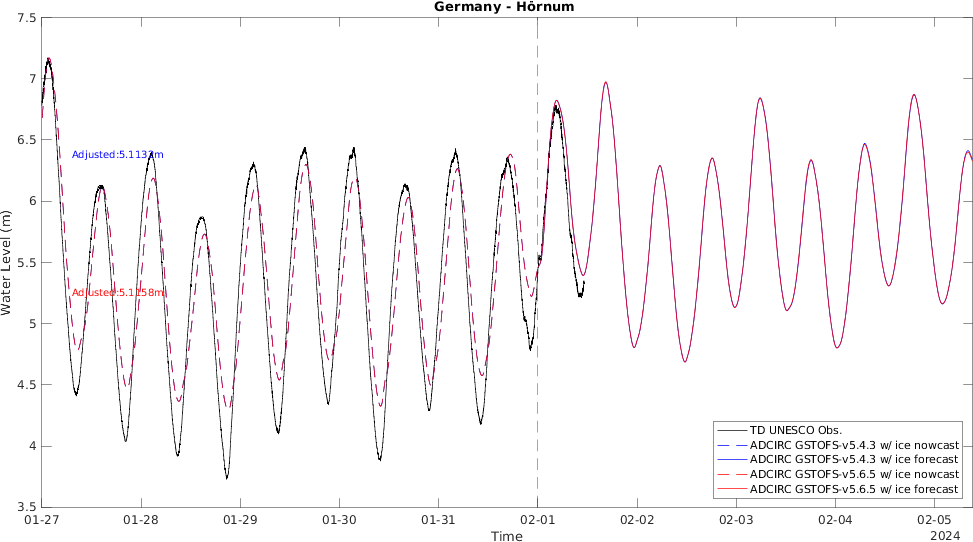 Germany - Hörnum
7.5
7
6.5
6
5.5
5
4.5
4
3.5
Water Level (m)
Adjusted:5.1133m
Adjusted:5.1158m
TD UNESCO Obs.
ADCIRC GSTOFS-v5.4.3 w/ ice nowcast
ADCIRC GSTOFS-v5.4.3 w/ ice forecast
ADCIRC GSTOFS-v5.6.5 w/ ice nowcast
ADCIRC GSTOFS-v5.6.5 w/ ice forecast
01-27 01-28 01-29 01-30 01-31 02-01 02-02 02-03 02-04 02-05
Time
2024